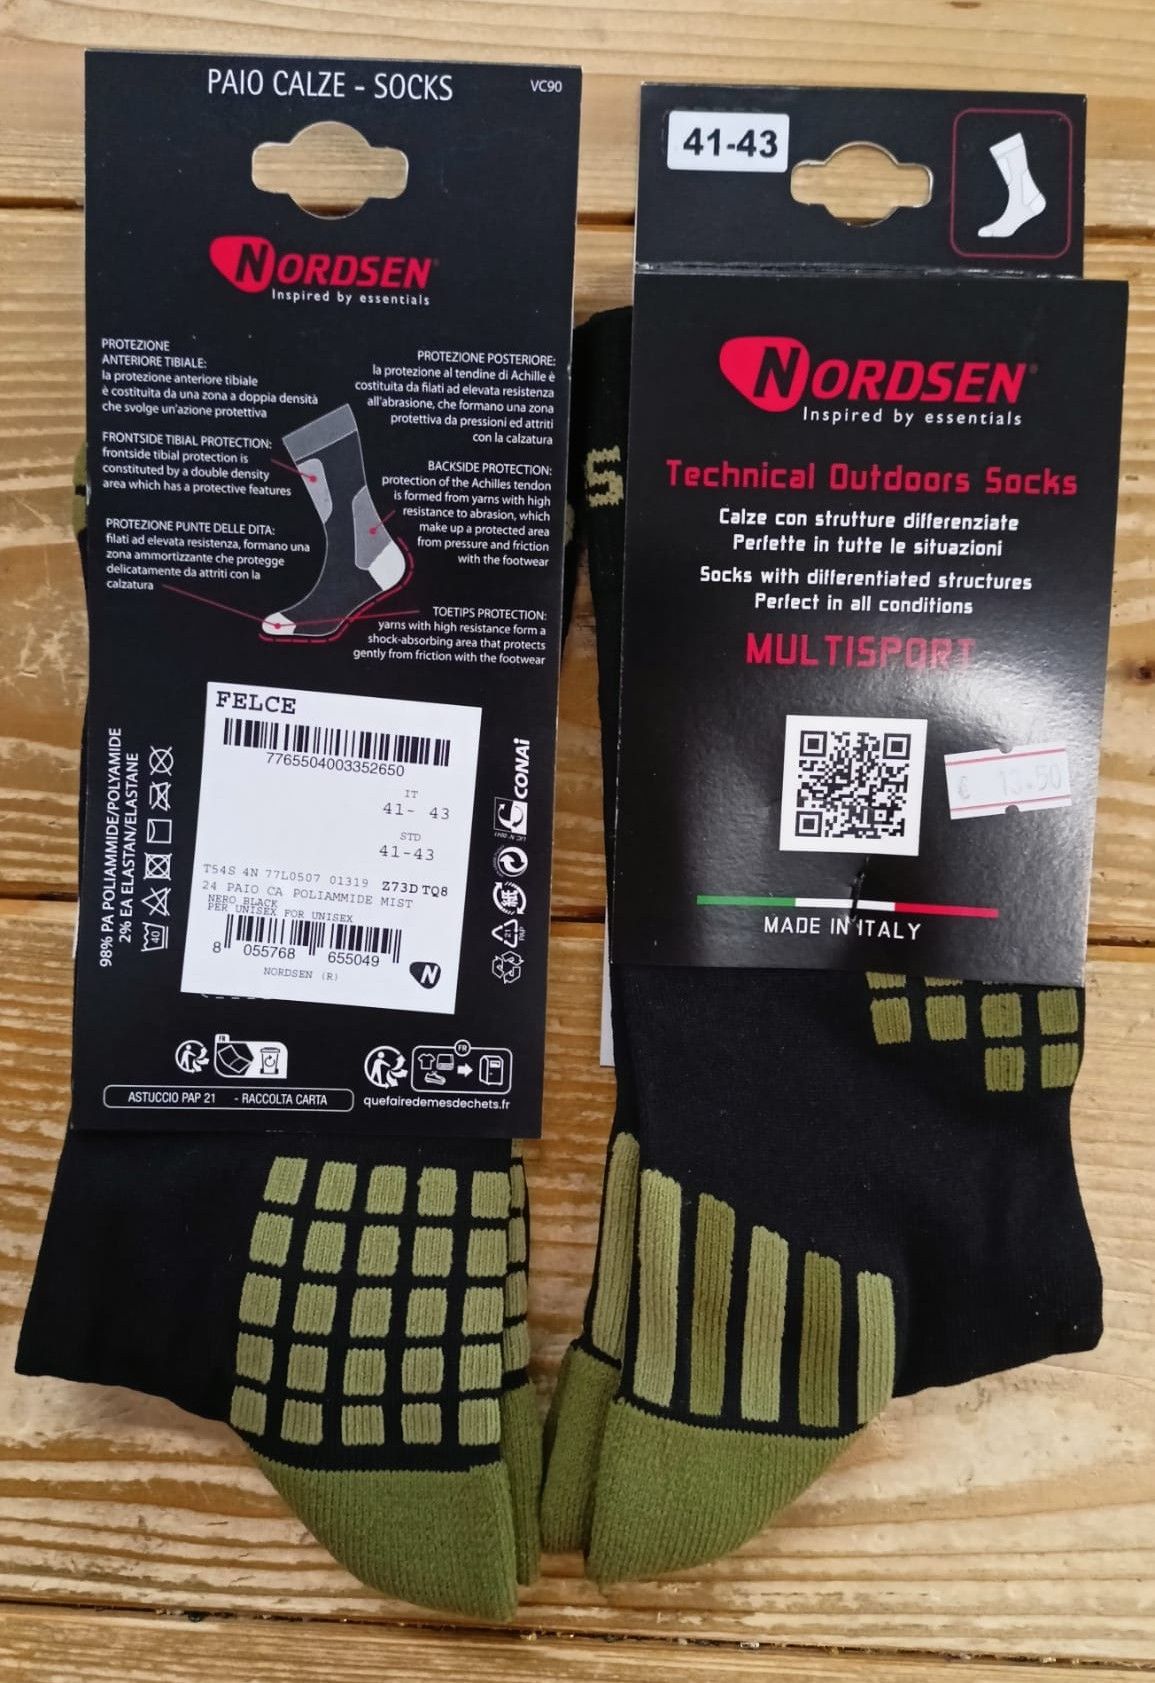 PAIO CALZE - SOCKS
VC90
NORDSEN
Inspired by essentials
PROTEZIONE
ANTERIORE TIBIALE:
la protezione anteriore tibiale
è costituita da una zona a doppia densitá
che svolge un'azione protettiva
FRONTSIDE TIBIAL PROTECTION:
frontside tibial protection is
constituted by a double density
area which has a protective features
PROTEZIONE PUNTE DELLE DITA:
filati ad elevata resistenza, formano una
zona ammortizzante che protegge
delicatamente da attriti con la
calzatura
PROTEZIONE POSTERIORE:
la protezione al tendine di Achille è
costituita da filati ad elevata resistenza
all'abrasione, che formano una zona
protettiva da pressioni ed attriti
con la calzatura
BACKSIDE PROTECTION:
protection of the Achilles tendon
is formed from yarns with high
resistance to abrasion, which
make up a protected area
from pressure and friction
with the footwear
TOETIPS PROTECTION:
yarns with high resistance form a
shock-absorbing area that protects
gently from friction with the footwear
98% PA POLIAMMIDE/POLYAMIDE
2% EA ELASTAN/ELASTANE
40
FELCE
7765504003352650
IT
41- 43
STD
41-43
T54S 4N 77L0507 01319 Z73D TQ8
24 PAIO CA POLIAMMIDE MIST
NERO BLACK
PER UNISEX FOR UNISEX
8 055768 655049
NORDSEN (R)
N
CONAI
紙
21
PAP
FR
FR
ASTUCCIO PAP 21 - RACCOLTA CARTA
quefairedemesdechets.fr
41-43
NORDSEN
Inspired by essentials
Technical Outdoors Socks
Calze con strutture differenziate
Perfette in tutte le situazioni
Socks with differentiated structures
Perfect in all conditions
MULTISPORT
€ 13.50
MADE IN ITALY
S